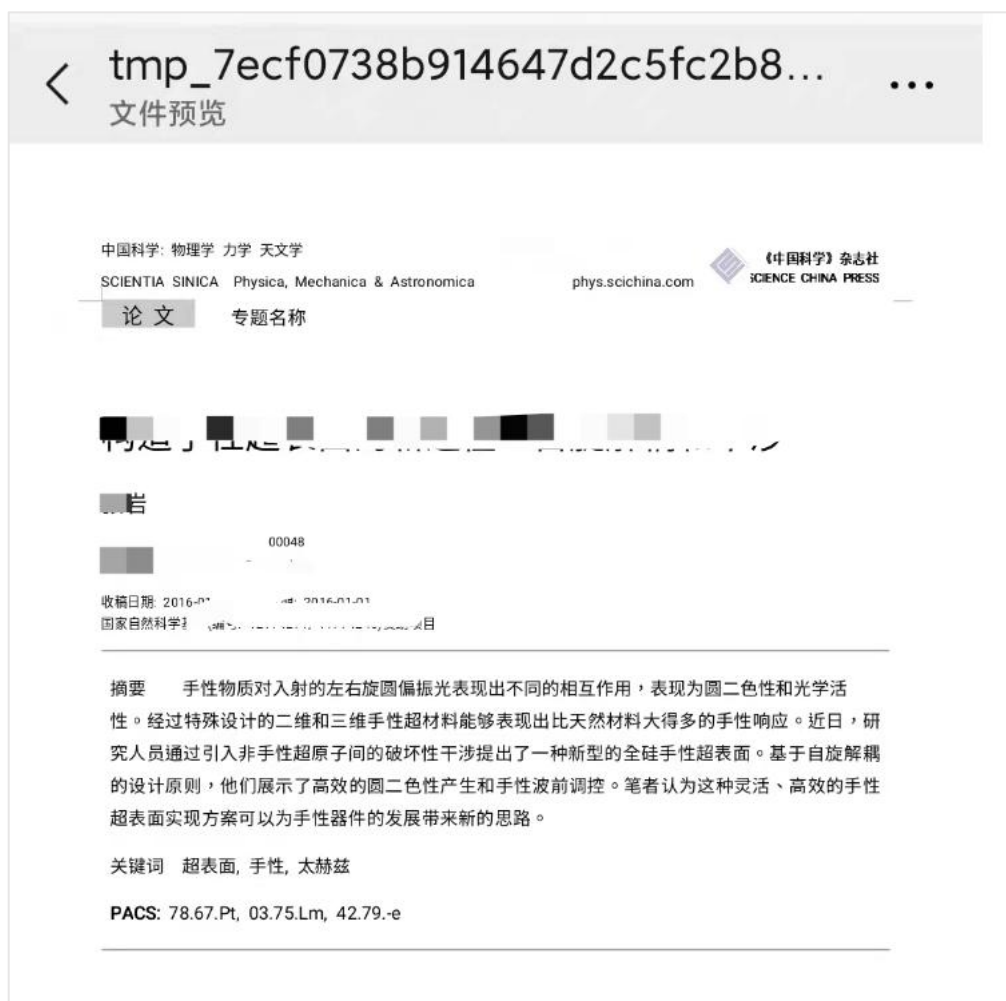 tmp_7ecf0738b914647d2c5fc2b8...
文件预览
中国科学: 物理学 力学 天文学
SCIENTIA SINICA Physica, Mechanica & Astronomica
phys.scichina.com
《中国科学》杂志社
SCIENCE CHINA PRESS
论 文 专题名称
岩
00048
收稿日期: 2016-01 2016-01-01
国家自然科学基 项目
摘要 手性物质对入射的左右旋圆偏振光表现出不同的相互作用，表现为圆二色性和光学活
性。经过特殊设计的二维和三维手性超材料能够表现出比天然材料大得多的手性响应。近日，研
究人员通过引入非手性超原子间的破坏性干涉提出了一种新型的全硅手性超表面。基于自旋解耦
的设计原则，他们展示了高效的圆二色性产生和手性波前调控。笔者认为这种灵活、高效的手性
超表面实现方案可以为手性器件的发展带来新的思路。
关键词 超表面, 手性, 太赫兹
PACS: 78.67.Pt, 03.75.Lm, 42.79.-e